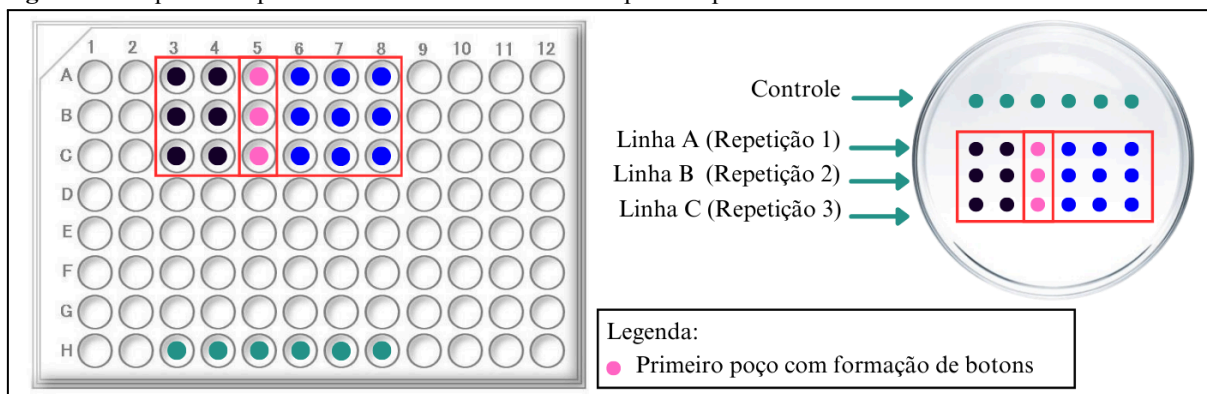 1 2 3 4 5 6 7 8 9 10 11 12
A
B
C
D
E
F
G
H
Controle
Linha A (Repetição 1)
Linha B (Repetição 2)
Linha C (Repetição 3)
Legenda:
Primeiro poço com formação de botons